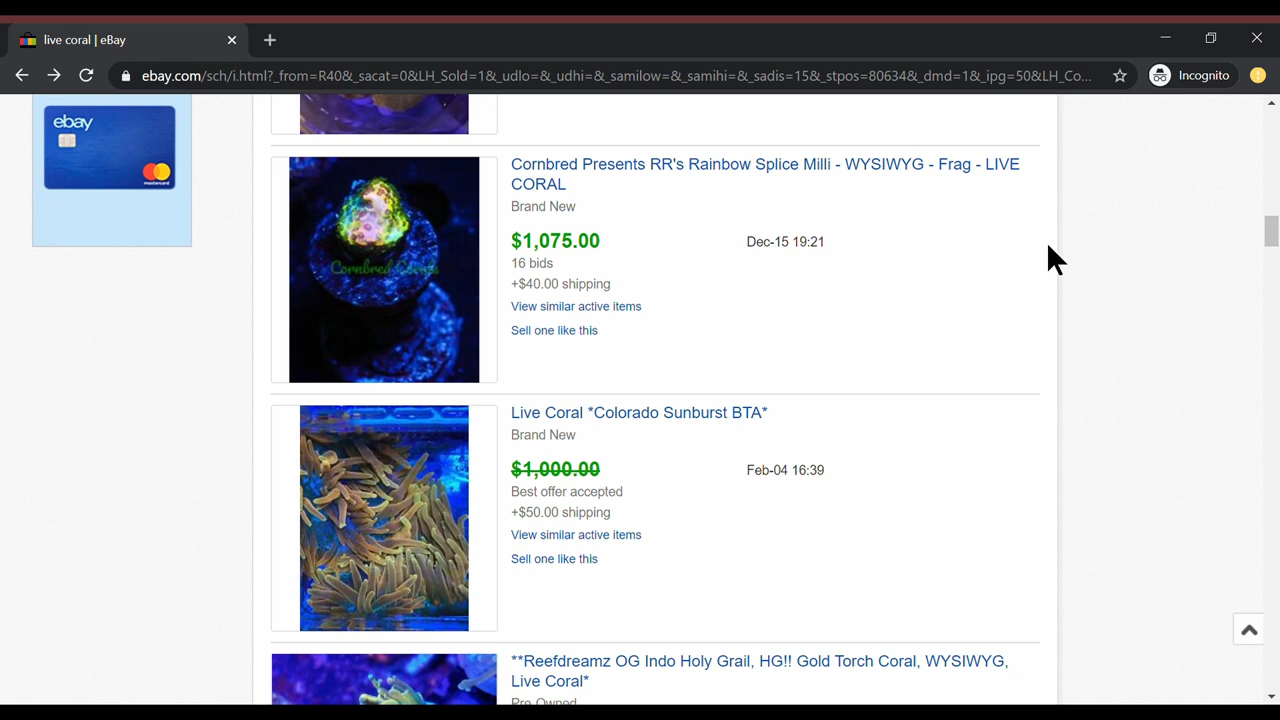 live coral | eBay
ebay.com/sch/i.html?_from=R40&_sacat=0&LH_Sold=1&_udlo=&_udhi=&_samilow=&_samihi=&_sadis=15&_stpos=80634&_dmd=1&_ipg=50&LH_Co...
Incognito
ebay
mastercard
Cornbred Presents RR's Rainbow Splice Milli - WYSIWYG - Frag - LIVE
CORAL
Brand New
$1,075.00
Dec-15 19:21
16 bids
+$40.00 shipping
View similar active items
Sell one like this
Cornbred Corals
Live Coral *Colorado Sunburst BTA*
Brand New
$1,000.00
Feb-04 16:39
Best offer accepted
+$50.00 shipping
View similar active items
Sell one like this
**Reefdreamz OG Indo Holy Grail, HG!! Gold Torch Coral, WYSIWYG,
Live Coral*
Pre-Owned